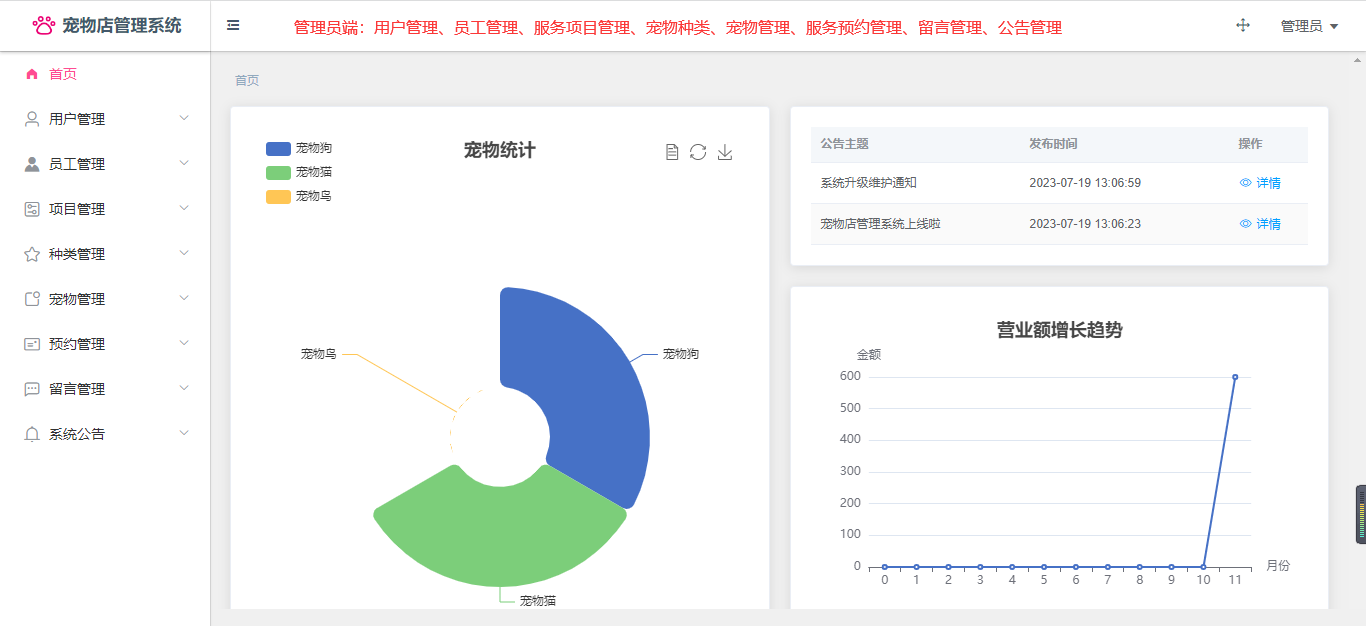 宠物店管理系统
管理员端：用户管理、员工管理、服务项目管理、宠物种类、宠物管理、服务预约管理、留言管理、公告管理
管理员
首页
用户管理
员工管理
项目管理
种类管理
宠物管理
预约管理
留言管理
系统公告
首页
宠物狗
宠物猫
宠物鸟
宠物统计
宠物鸟
宠物狗
宠物猫
公告主题 发布时间 操作
系统升级维护通知 2023-07-19 13:06:59 详情
宠物店管理系统上线啦 2023-07-19 13:06:23 详情
营业额增长趋势
金额
600
500
400
300
200
100
0
0 1 2 3 4 5 6 7 8 9 10 11
月份